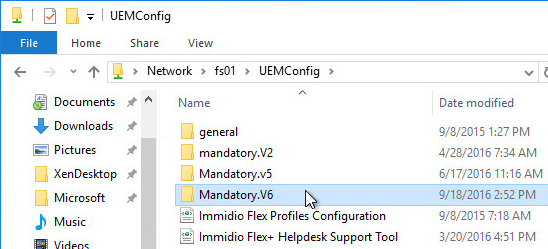 UEMConfig
File Home Share View
Network fs01 UEMConfig
Documents
Pictures
XenDesktop
Microsoft
Music
Videos
Name Date modified
general 9/8/2015 1:27 PM
mandatory.V2 4/28/2016 7:34 AM
Mandatory.v5 6/17/2016 11:16 AM
Mandatory.V6 9/18/2016 2:52 PM
Immidio Flex Profiles Configuration 9/8/2015 7:18 AM
Immidio Flex+ Helpdesk Support Tool 3/20/2016 4:51 PM